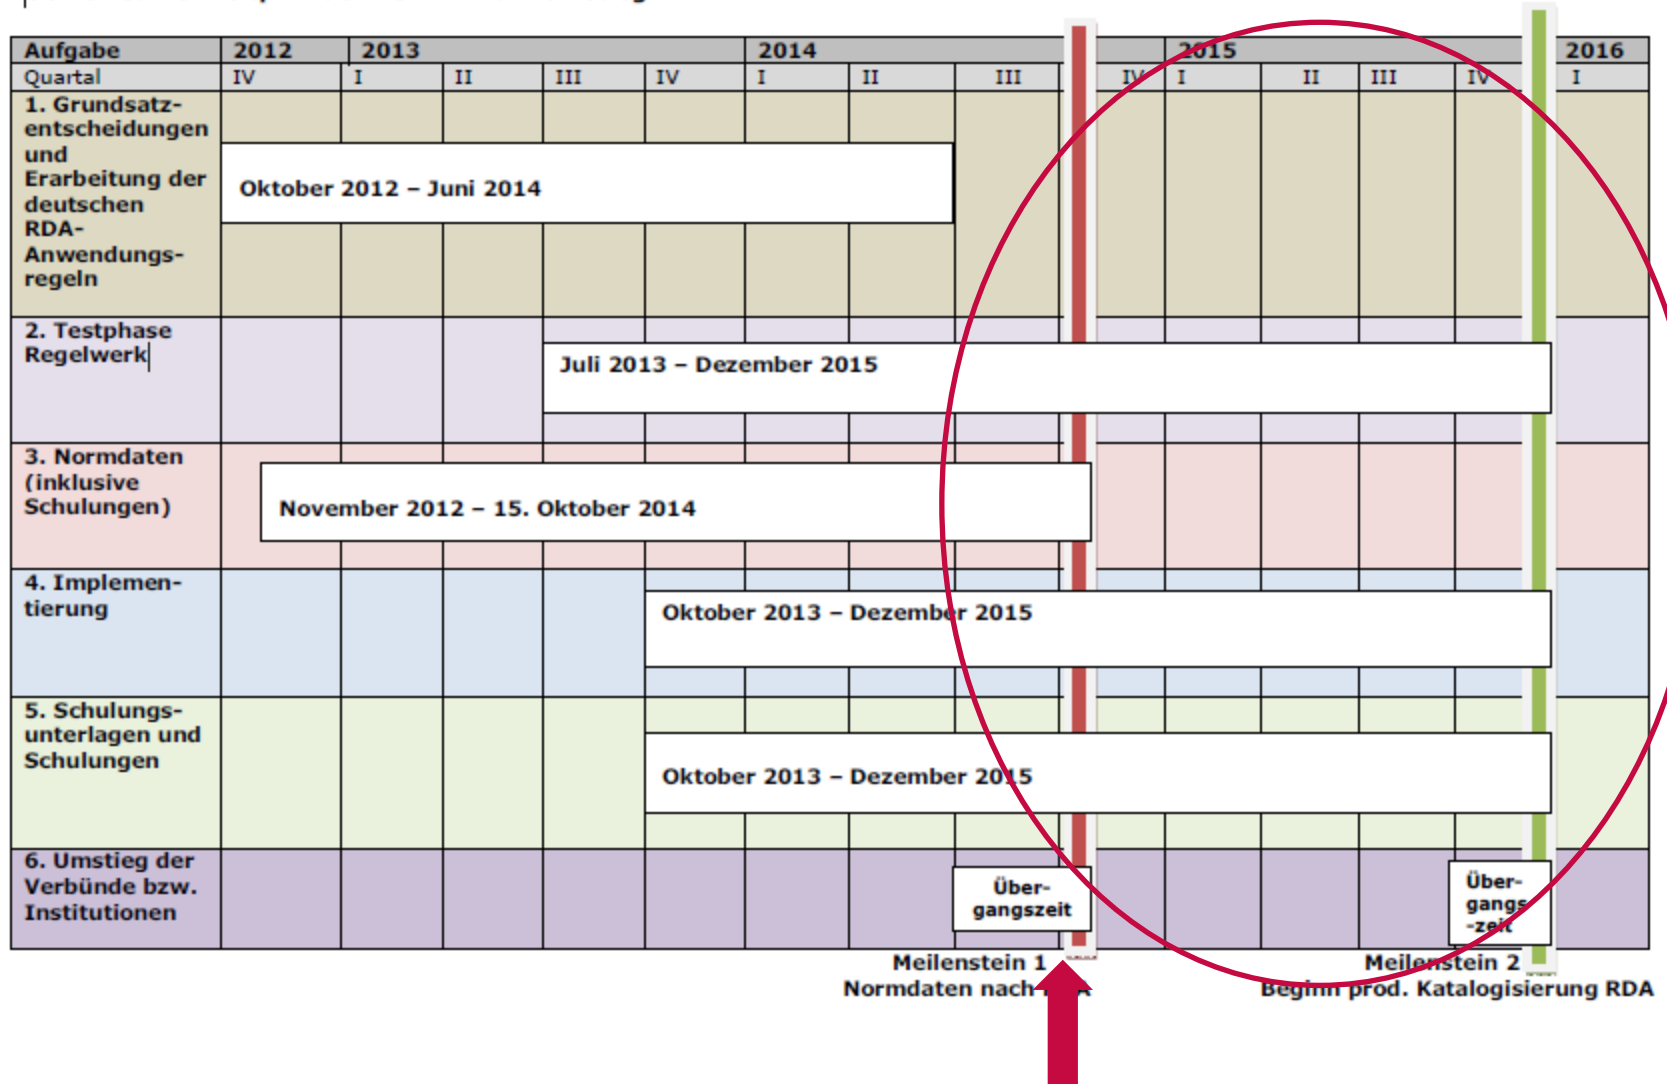 Aufgabe 2012 2013 2014 2015 2016
Quartal IV I II III IV I II III IV I II III IV I
1. Grundsatz-
entscheidungen
und
Erarbeitung der
deutschen
RDA-
Anwendungs-
regeln
Oktober 2012 – Juni 2014
2. Testphase
Regelwerk
Juli 2013 – Dezember 2015
3. Normdaten
(inklusive
Schulungen)
November 2012 – 15. Oktober 2014
4. Implemen-
tierung
Oktober 2013 – Dezember 2015
5. Schulungs-
unterlagen und
Schulungen
Oktober 2013 – Dezember 2015
6. Umstieg der
Verbünde bzw.
Institutionen
Über-
gangszeit
Über-
gangs
-zeit
Meilenstein 1
Normdaten nach RDA
Meilenstein 2
Beginn prod. Katalogisierung RDA